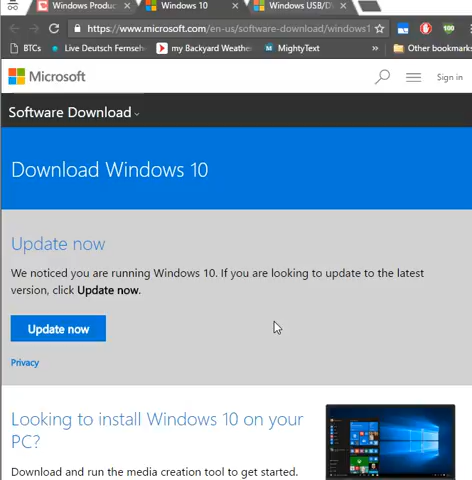 Windows Produc
Windows 10
Windows USB/D
https://www.microsoft.com/en-us/software-download/windows1
100
BTCs
Live Deutsch Fernseh
my Backyard Weathe
MightyText
»
Other bookmark
Microsoft
Sign in
Software Download
Download Windows 10
Update now
We noticed you are running Windows 10. If you are looking to update to the latest
version, click Update now.
Update now
Privacy
Looking to install Windows 10 on your
PC?
Download and run the media creation tool to get started.